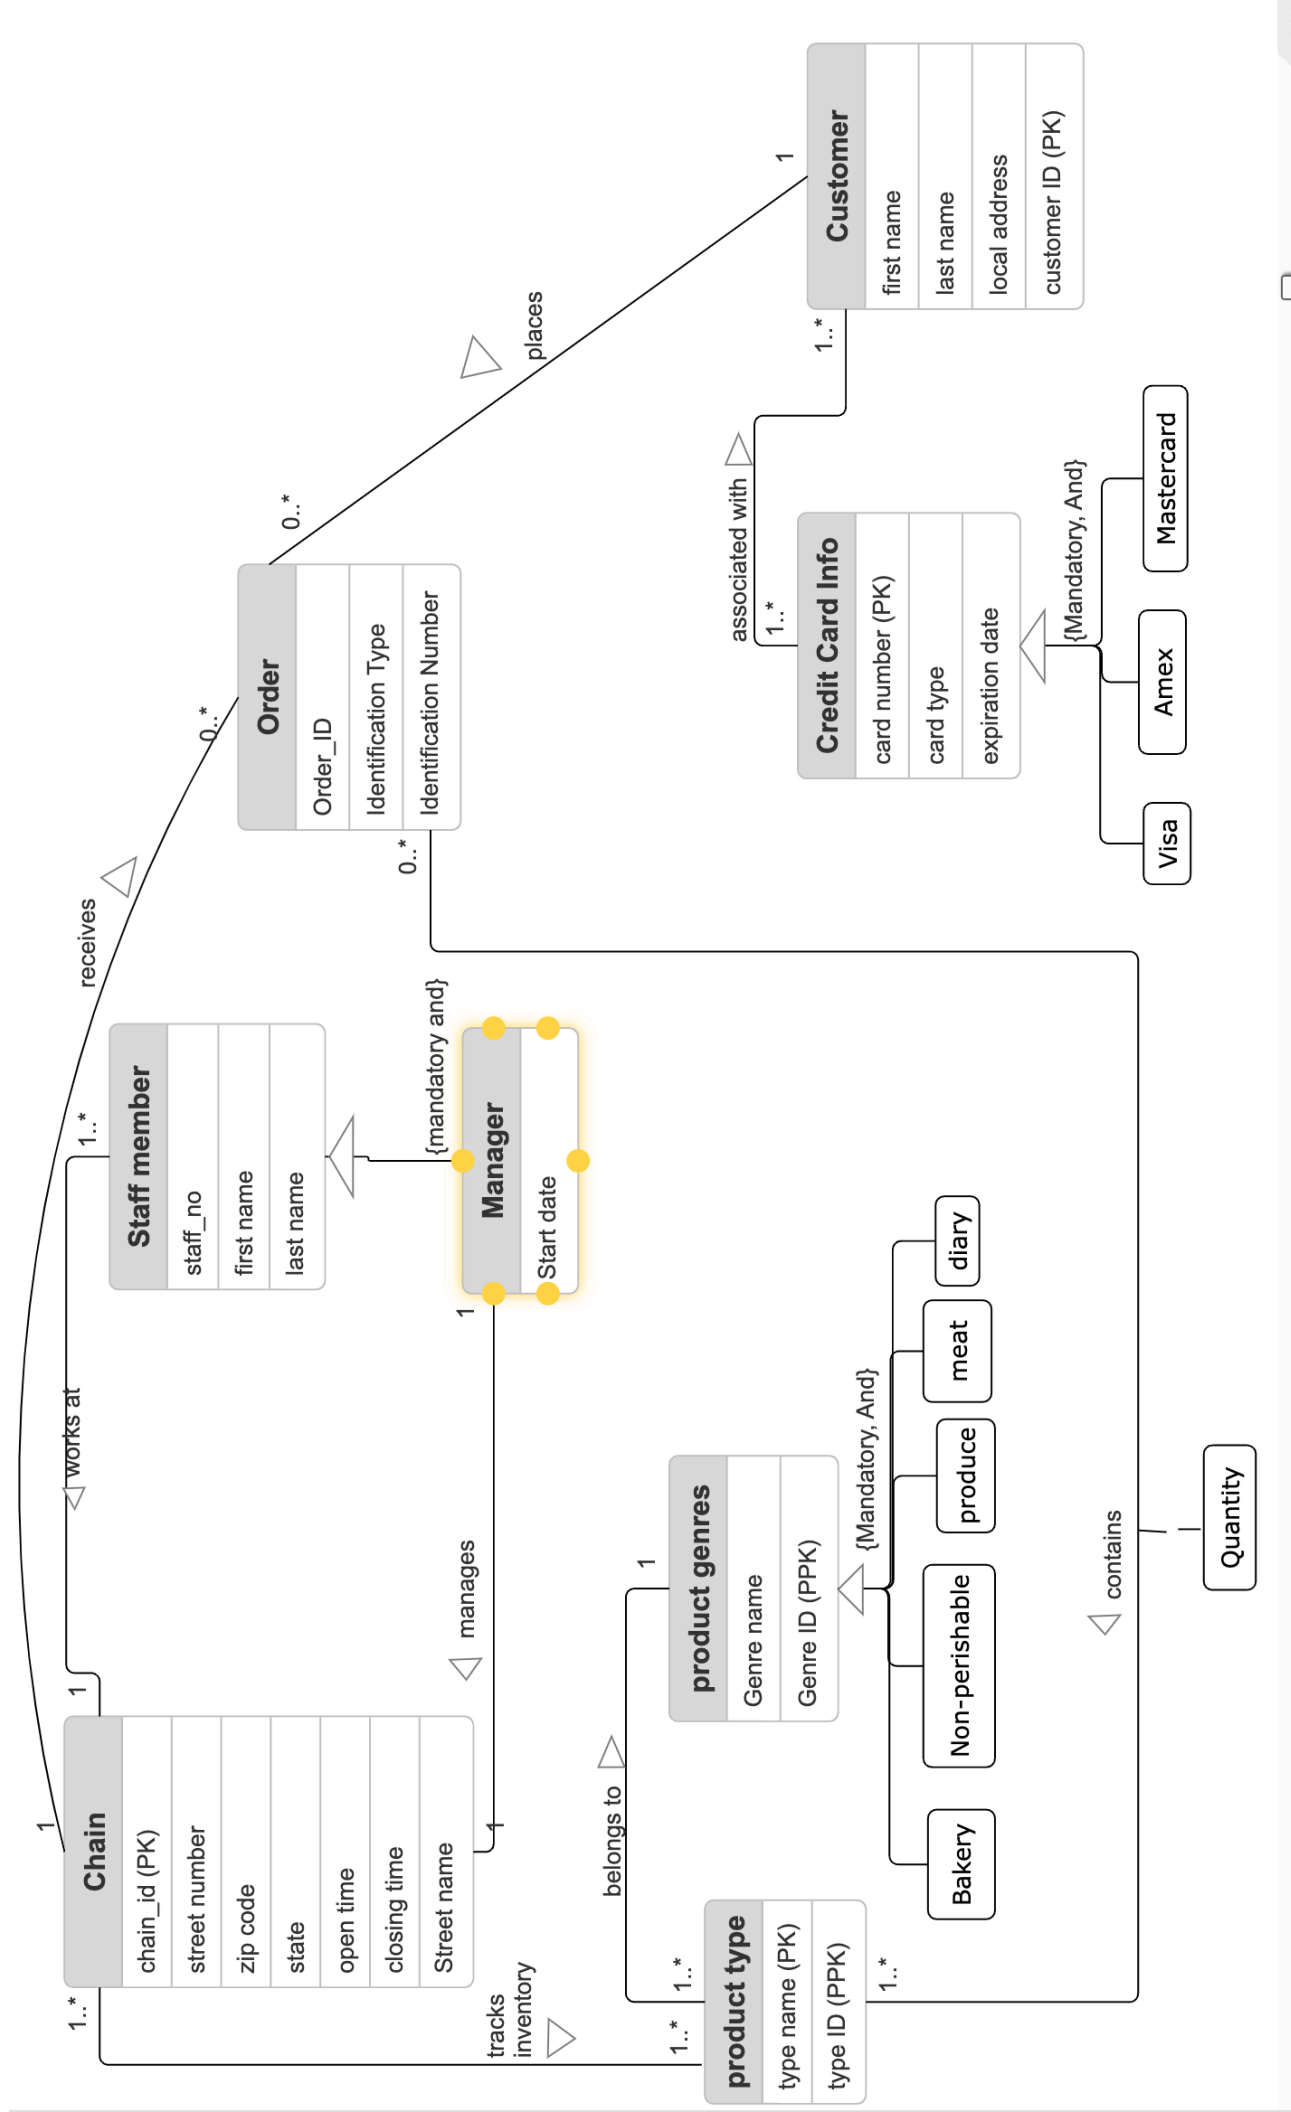 Chain
chain_id (PK)
street number
zip code
state
open time
closing time
Street name
1
receives
0..*
1
works at
1..*
Staff member
staff_no
first name
last name
{mandatory and}
Manager
Start date
1
manages
1
Order
Order_ID
Identification Type
Identification Number
0..*
places
1
Customer
first name
last name
local address
customer ID (PK)
1..*
associated with
1..*
Credit Card Info
card number (PK)
card type
expiration date
{Mandatory, And}
Visa
Amex
Mastercard
0..*
contains
Quantity
1..*
1..*
tracks
inventory
1..*
product type
type name (PK)
type ID (PPK)
1..*
belongs to
1
product genres
Genre name
Genre ID (PPK)
{Mandatory, And}
Bakery
Non-perishable
produce
meat
diary